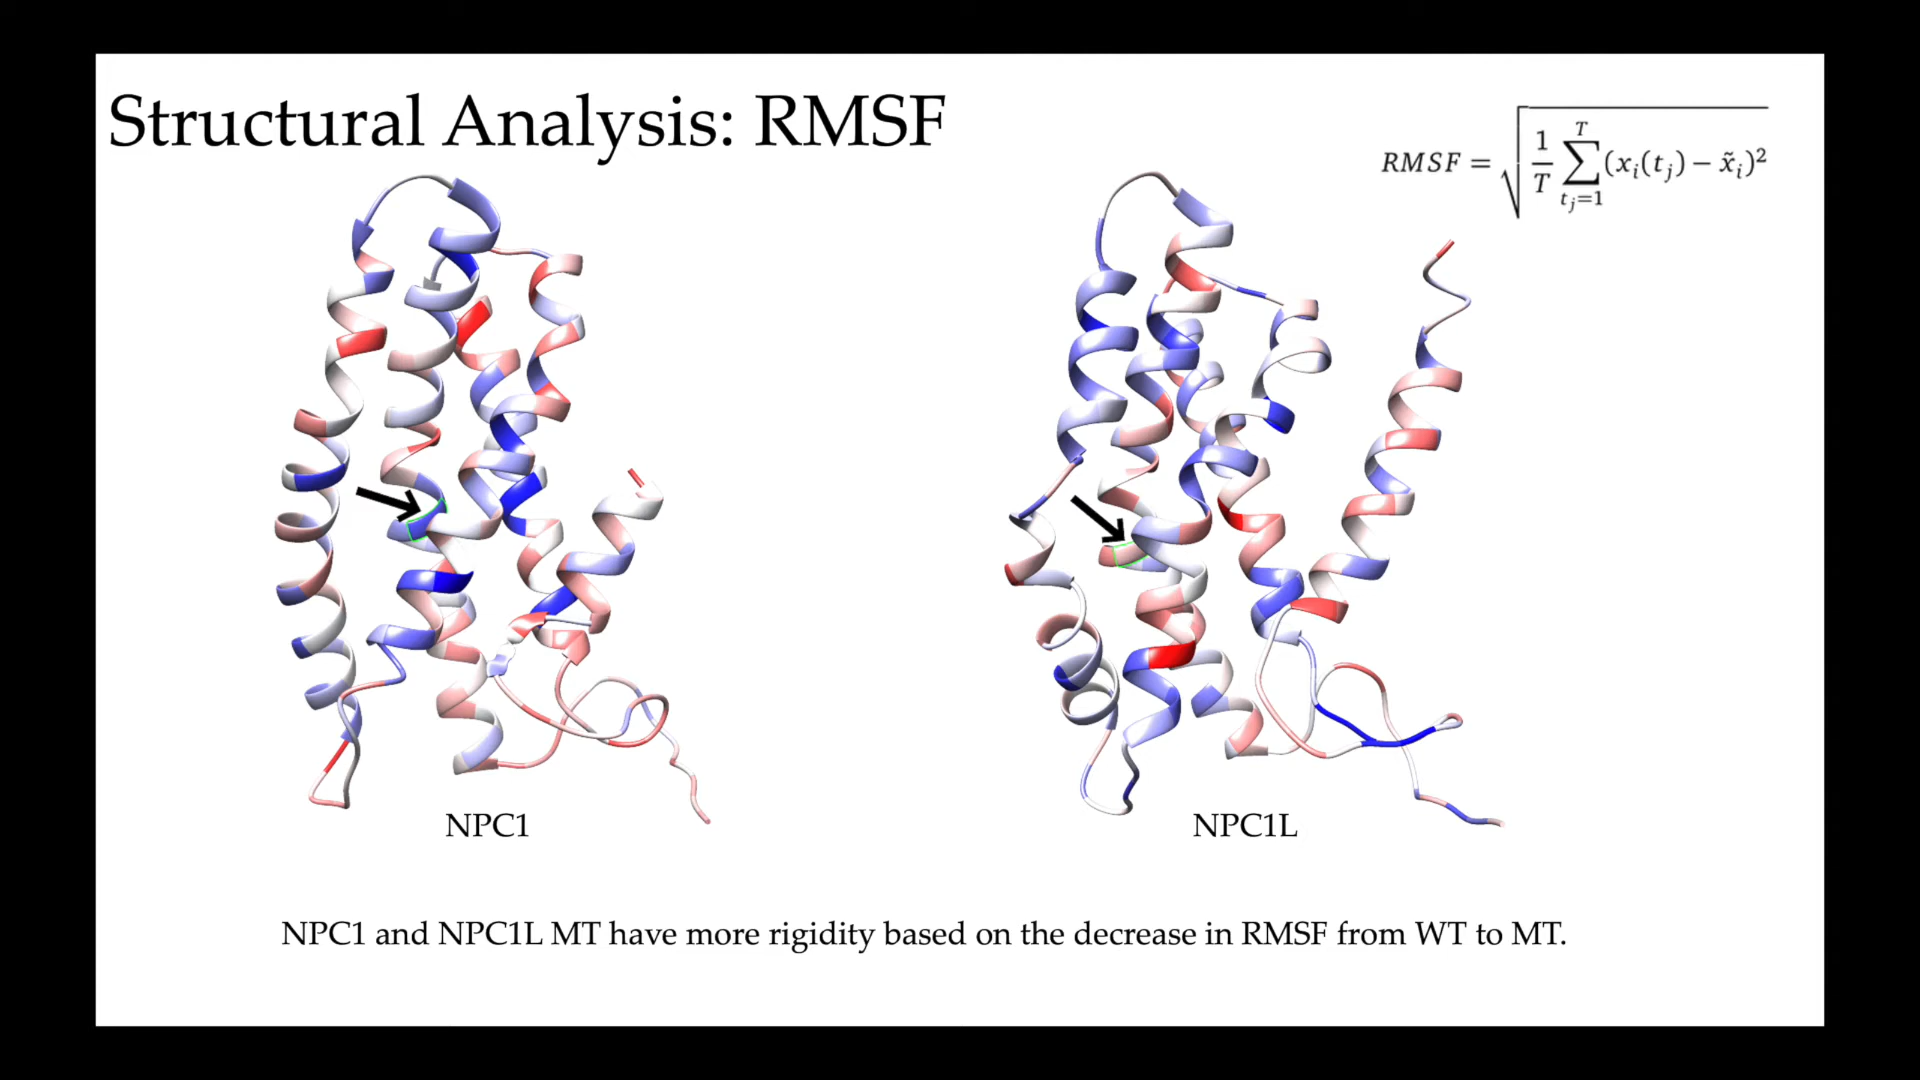 Structural Analysis: RMSF
RMSF = √(1/T ∑_{t_j=1}^{T} (x_i(t_j) − x̃_i)²)
NPC1
NPC1L
NPC1 and NPC1L MT have more rigidity based on the decrease in RMSF from WT to MT.